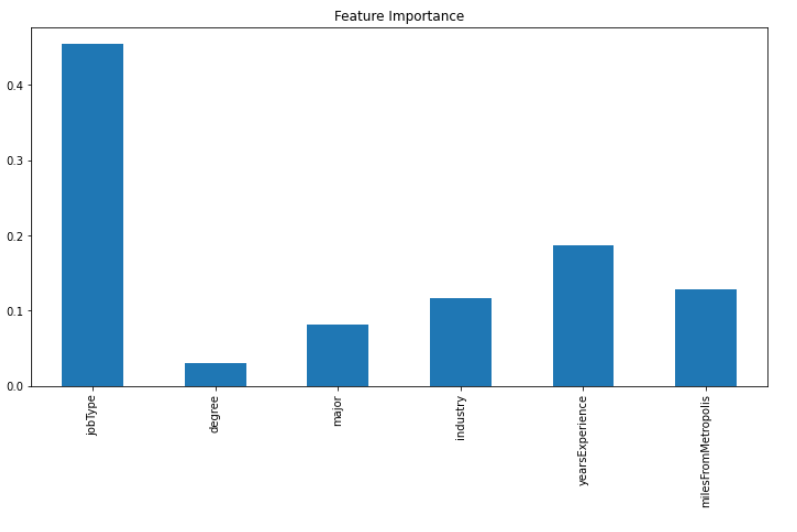 Feature Importance
0.4
0.3
0.2
0.1
0.0
jobType
degree
major
industry
yearsExperience
milesFromMetropolis